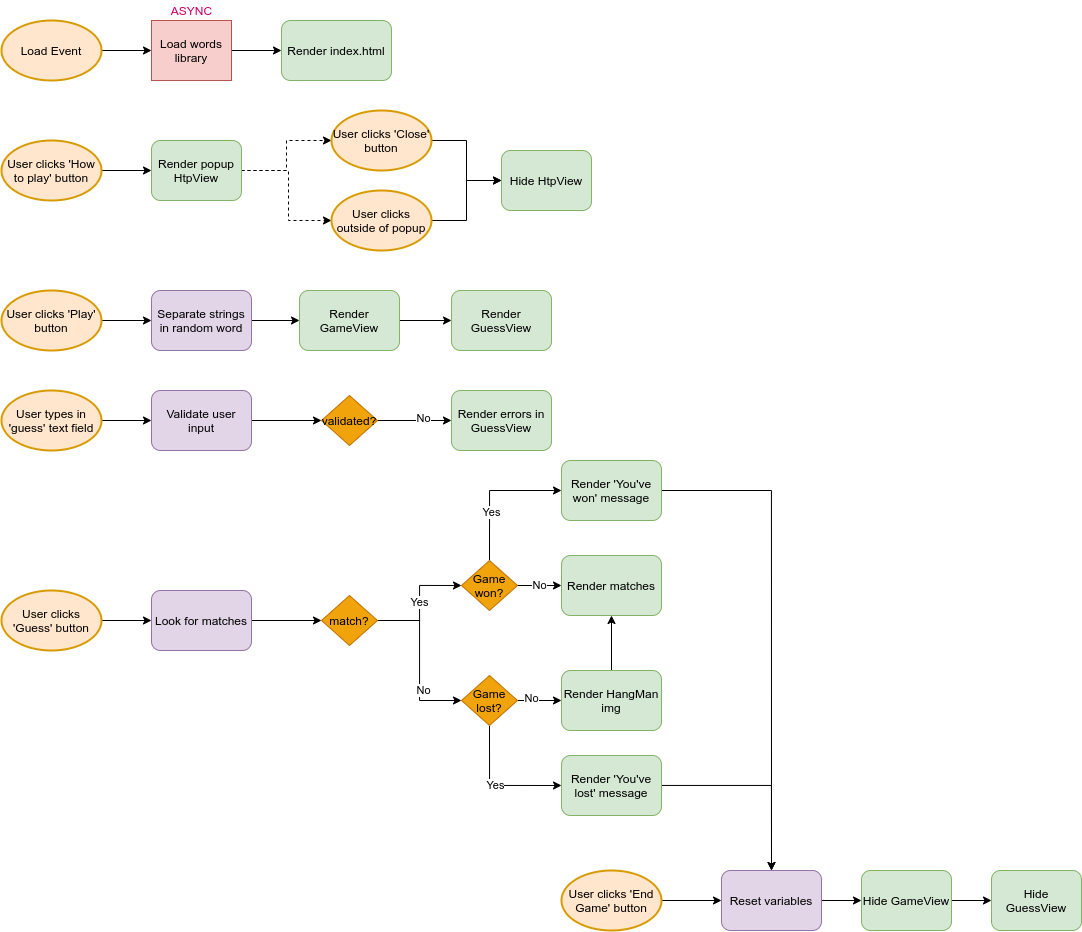 ASYNC
Load Event
Load words
library
Render index.html
User clicks 'How
to play' button
Render popup
HtpView
User clicks 'Close'
button
User clicks
outside of popup
Hide HtpView
User clicks 'Play'
button
Separate strings
in random word
Render
GameView
Render
GuessView
User types in
'guess' text field
Validate user
input
validated?
No
Render errors in
GuessView
User clicks
'Guess' button
Look for matches
match?
Yes
No
Game
won?
Yes
No
Render 'You've
won' message
Render matches
Game
lost?
No
Yes
Render HangMan
img
Render 'You've
lost' message
User clicks 'End
Game' button
Reset variables
Hide GameView
Hide
GuessView